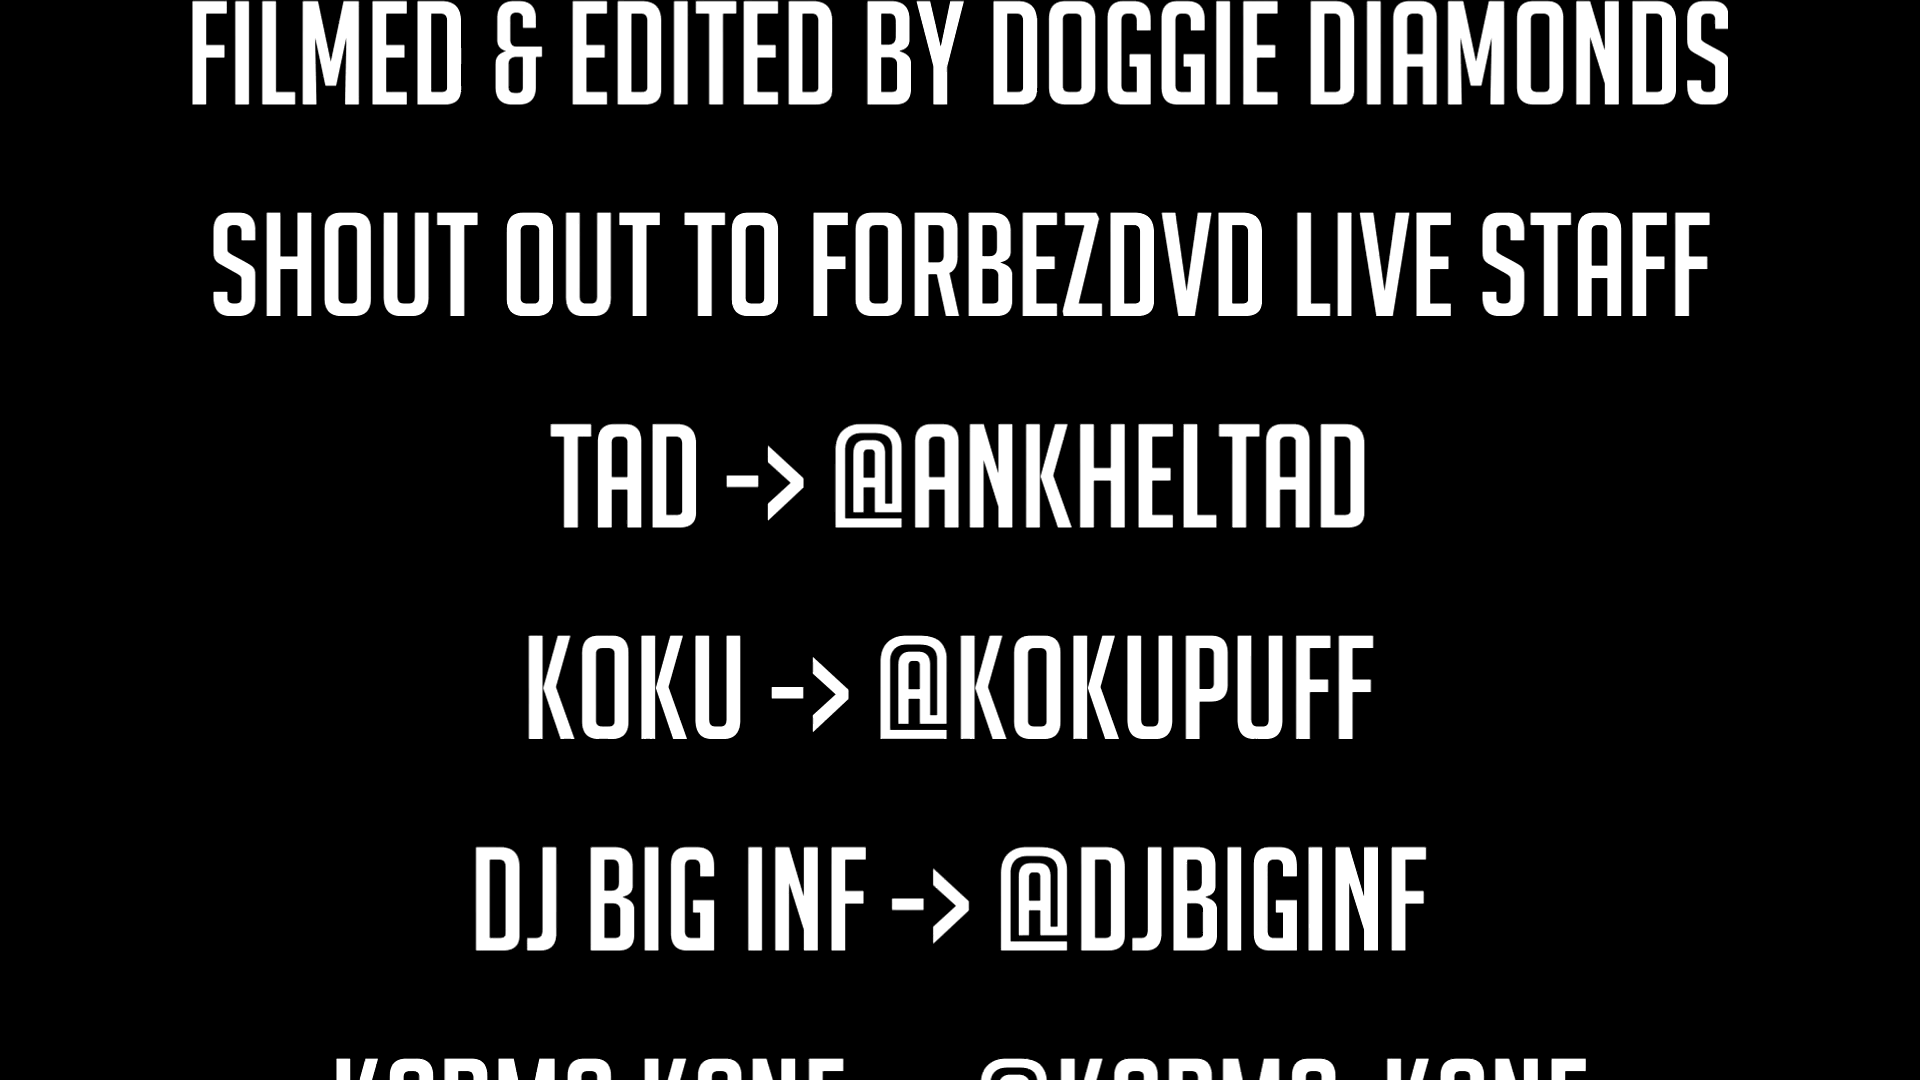 FILMED & EDITED BY DOGGIE DIAMONDS
SHOUT OUT TO FORBEZDVD LIVE STAFF
TAD -> @ANKHELTAD
KOKU -> @KOKUPUFF
DJ BIG INF -> @DJBIGINF